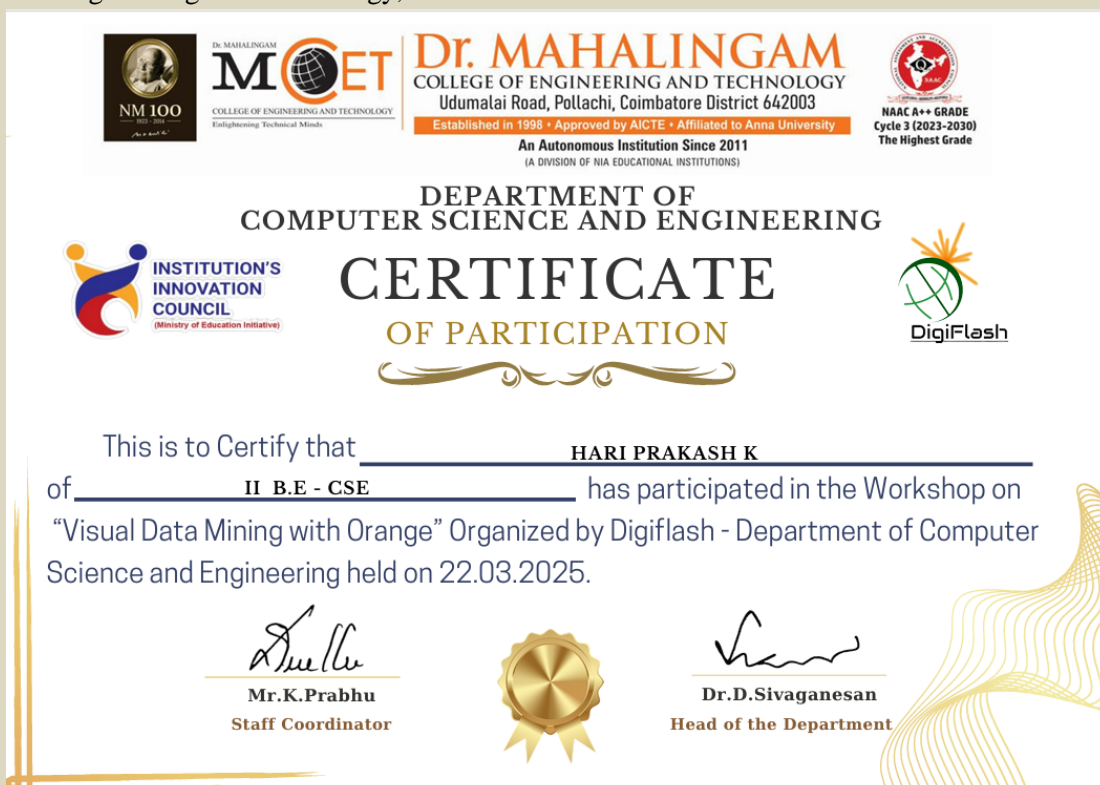 NM 100
1923 - 2014
Dr. MAHALINGAM
MCET
COLLEGE OF ENGINEERING AND TECHNOLOGY
Enlightening Technical Minds
Dr. MAHALINGAM
COLLEGE OF ENGINEERING AND TECHNOLOGY
Udumalai Road, Pollachi, Coimbatore District 642003
Established in 1998 • Approved by AICTE • Affiliated to Anna University
An Autonomous Institution Since 2011
(A DIVISION OF NIA EDUCATIONAL INSTITUTIONS)
NAAC
NAAC A++ GRADE
Cycle 3 (2023-2030)
The Highest Grade
DEPARTMENT OF
COMPUTER SCIENCE AND ENGINEERING
INSTITUTION'S
INNOVATION
COUNCIL
(Ministry of Education Initiative)
CERTIFICATE
OF PARTICIPATION
DigiFlash
This is to Certify that HARI PRAKASH K
of II B.E - CSE has participated in the Workshop on
“Visual Data Mining with Orange” Organized by Digiflash - Department of Computer
Science and Engineering held on 22.03.2025.
Mr.K.Prabhu
Staff Coordinator
Dr.D.Sivaganesan
Head of the Department